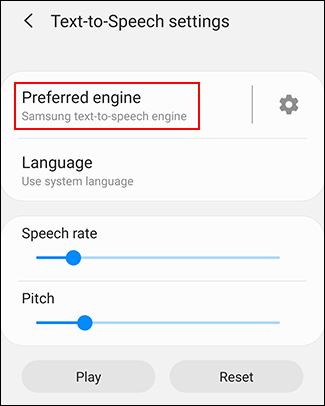 Text-to-Speech settings
Preferred engine
Samsung text-to-speech engine
Language
Use system language
Speech rate
Pitch
Play
Reset